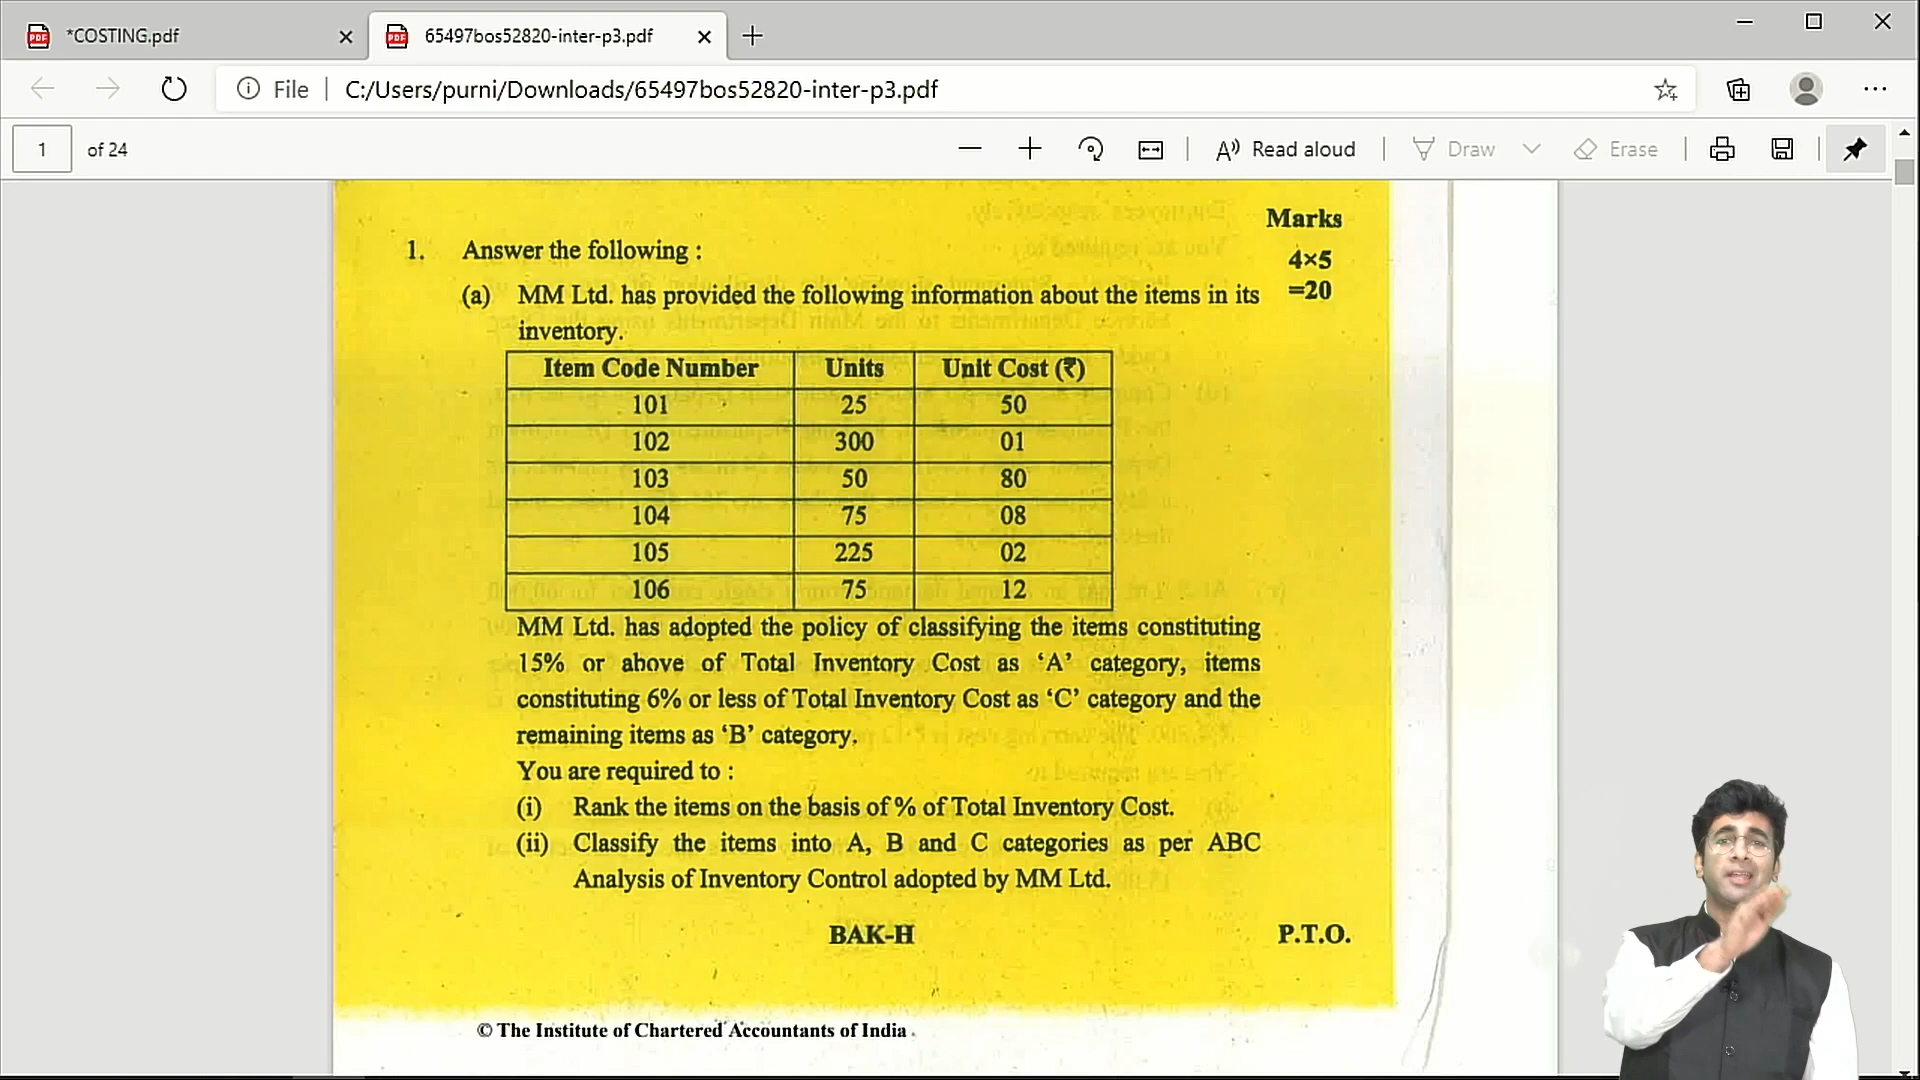 *COSTING.pdf
65497bos52820-inter-p3.pdf
File C:/Users/purni/Downloads/65497bos52820-inter-p3.pdf
1 of 24 Read aloud Draw Erase
Marks
1. Answer the following : 4×5
(a) MM Ltd. has provided the following information about the items in its =20
inventory.
Item Code Number Units Unit Cost (₹)
101 25 50
102 300 01
103 50 80
104 75 08
105 225 02
106 75 12
MM Ltd. has adopted the policy of classifying the items constituting
15% or above of Total Inventory Cost as ‘A’ category, items
constituting 6% or less of Total Inventory Cost as ‘C’ category and the
remaining items as ‘B’ category.
You are required to :
(i) Rank the items on the basis of % of Total Inventory Cost.
(ii) Classify the items into A, B and C categories as per ABC
Analysis of Inventory Control adopted by MM Ltd.
BAK-H P.T.O.
© The Institute of Chartered Accountants of India